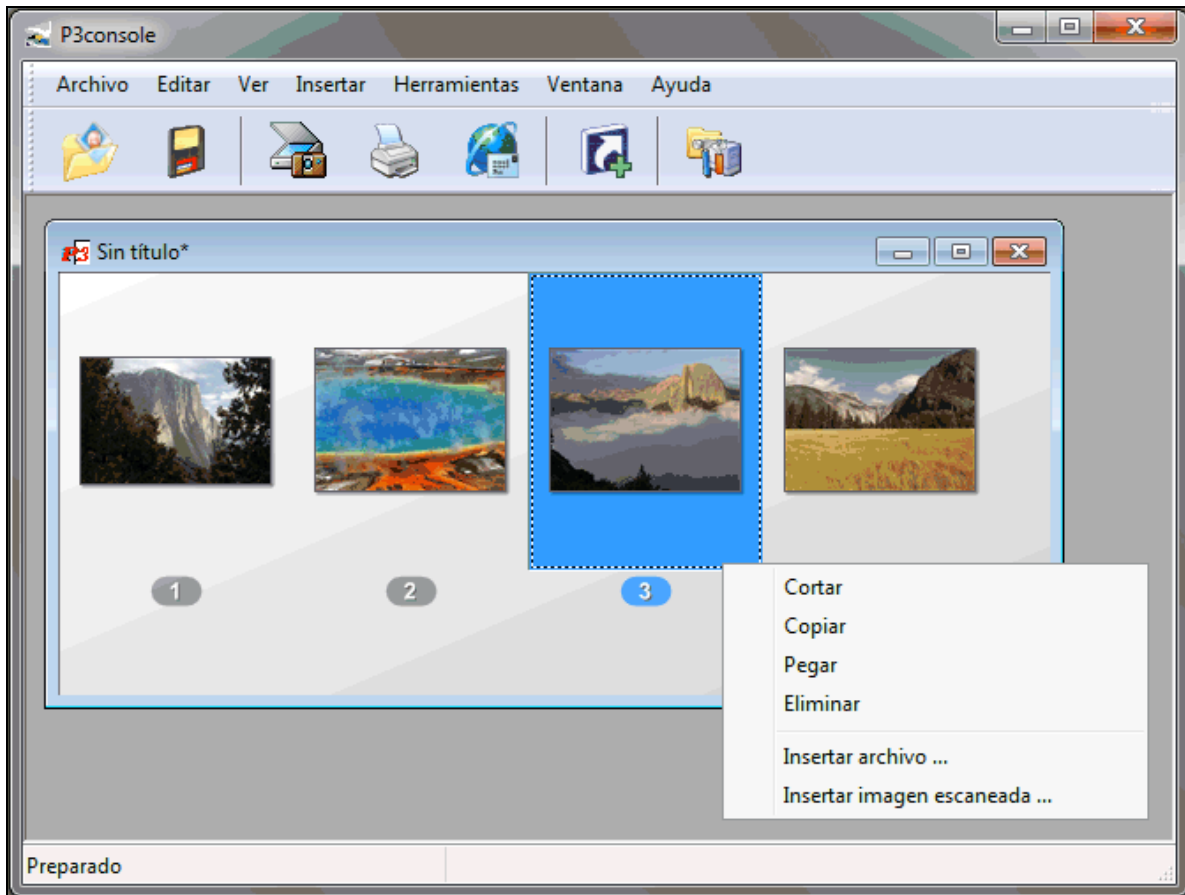 P3console
Archivo Editar Ver Insertar Herramientas Ventana Ayuda
P3 Sin título*
1 2 3
Cortar
Copiar
Pegar
Eliminar
Insertar archivo ...
Insertar imagen escaneada ...
Preparado